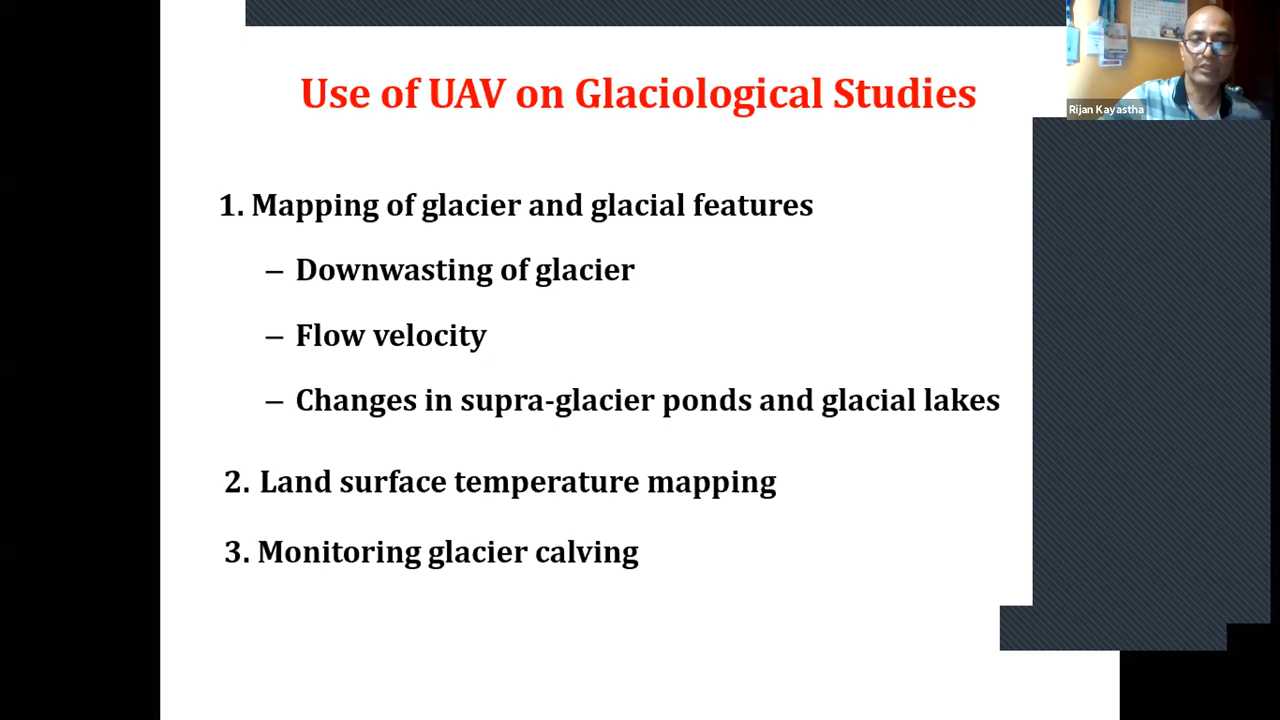 Use of UAV on Glaciological Studies
Rijan Kayastha
1. Mapping of glacier and glacial features
– Downwasting of glacier
– Flow velocity
– Changes in supra-glacier ponds and glacial lakes
2. Land surface temperature mapping
3. Monitoring glacier calving